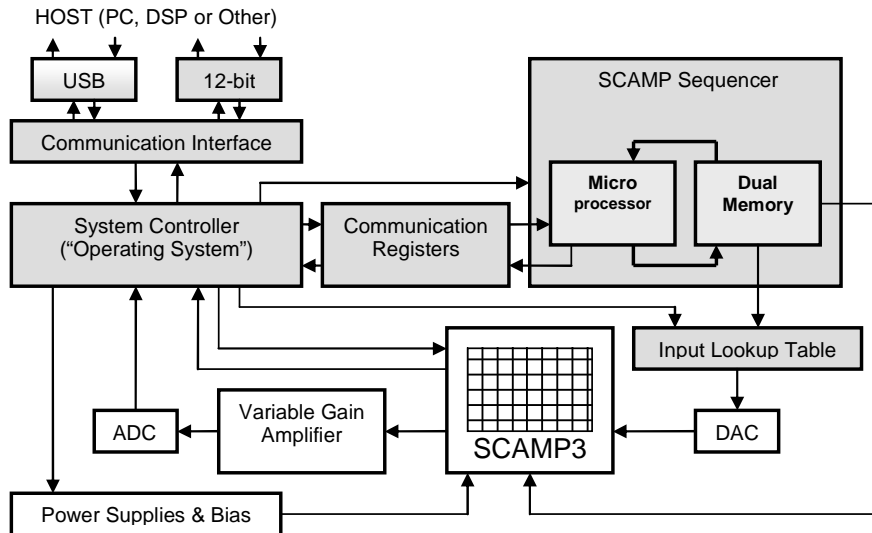 HOST (PC, DSP or Other)
USB
12-bit
SCAMP Sequencer
Communication Interface
Micro
processor
Dual
Memory
System Controller
(“Operating System”)
Communication
Registers
Input Lookup Table
Variable Gain
Amplifier
ADC
SCAMP3
DAC
Power Supplies & Bias